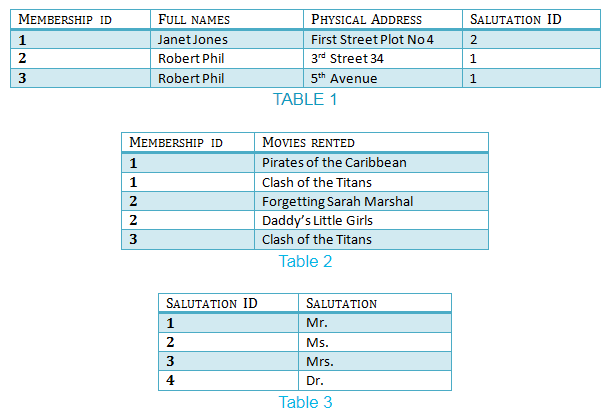 MEMBERSHIP ID FULL NAMES PHYSICAL ADDRESS SALUTATION ID
1 Janet Jones First Street Plot No 4 2
2 Robert Phil 3rd Street 34 1
3 Robert Phil 5th Avenue 1
TABLE 1
MEMBERSHIP ID MOVIES RENTED
1 Pirates of the Caribbean
1 Clash of the Titans
2 Forgetting Sarah Marshal
2 Daddy's Little Girls
3 Clash of the Titans
Table 2
SALUTATION ID SALUTATION
1 Mr.
2 Ms.
3 Mrs.
4 Dr.
Table 3